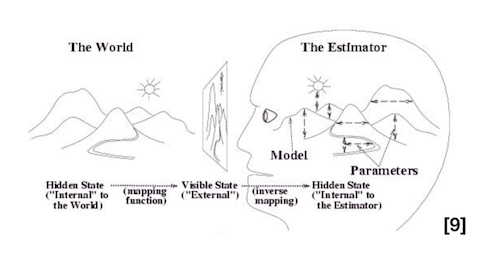 The World
The Estimator
Model
Parameters
Hidden State
("Internal" to
the World)
(mapping
function)
Visible State
("External")
(inverse
mapping)
Hidden State
("Internal" to
the Estimator)
[9]